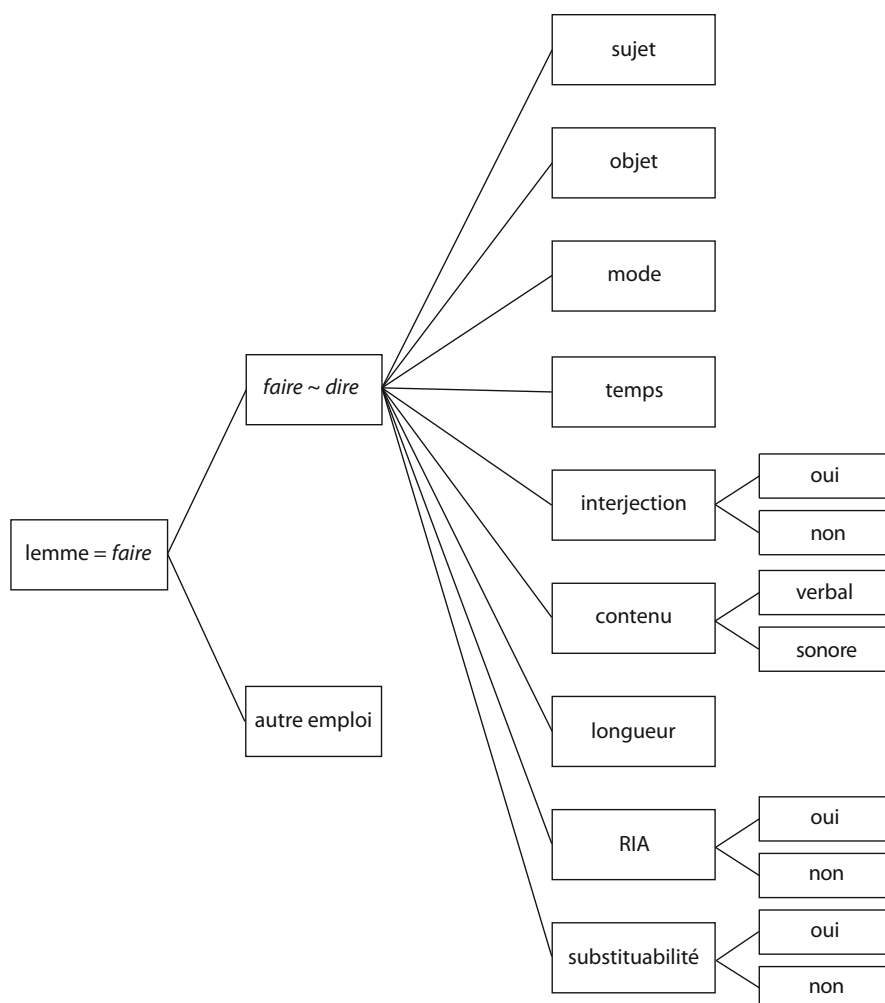 sujet
objet
mode
faire ~ dire
temps
interjection
oui
non
lemme = faire
contenu
verbal
sonore
autre emploi
longueur
RIA
oui
non
substituabilité
oui
non